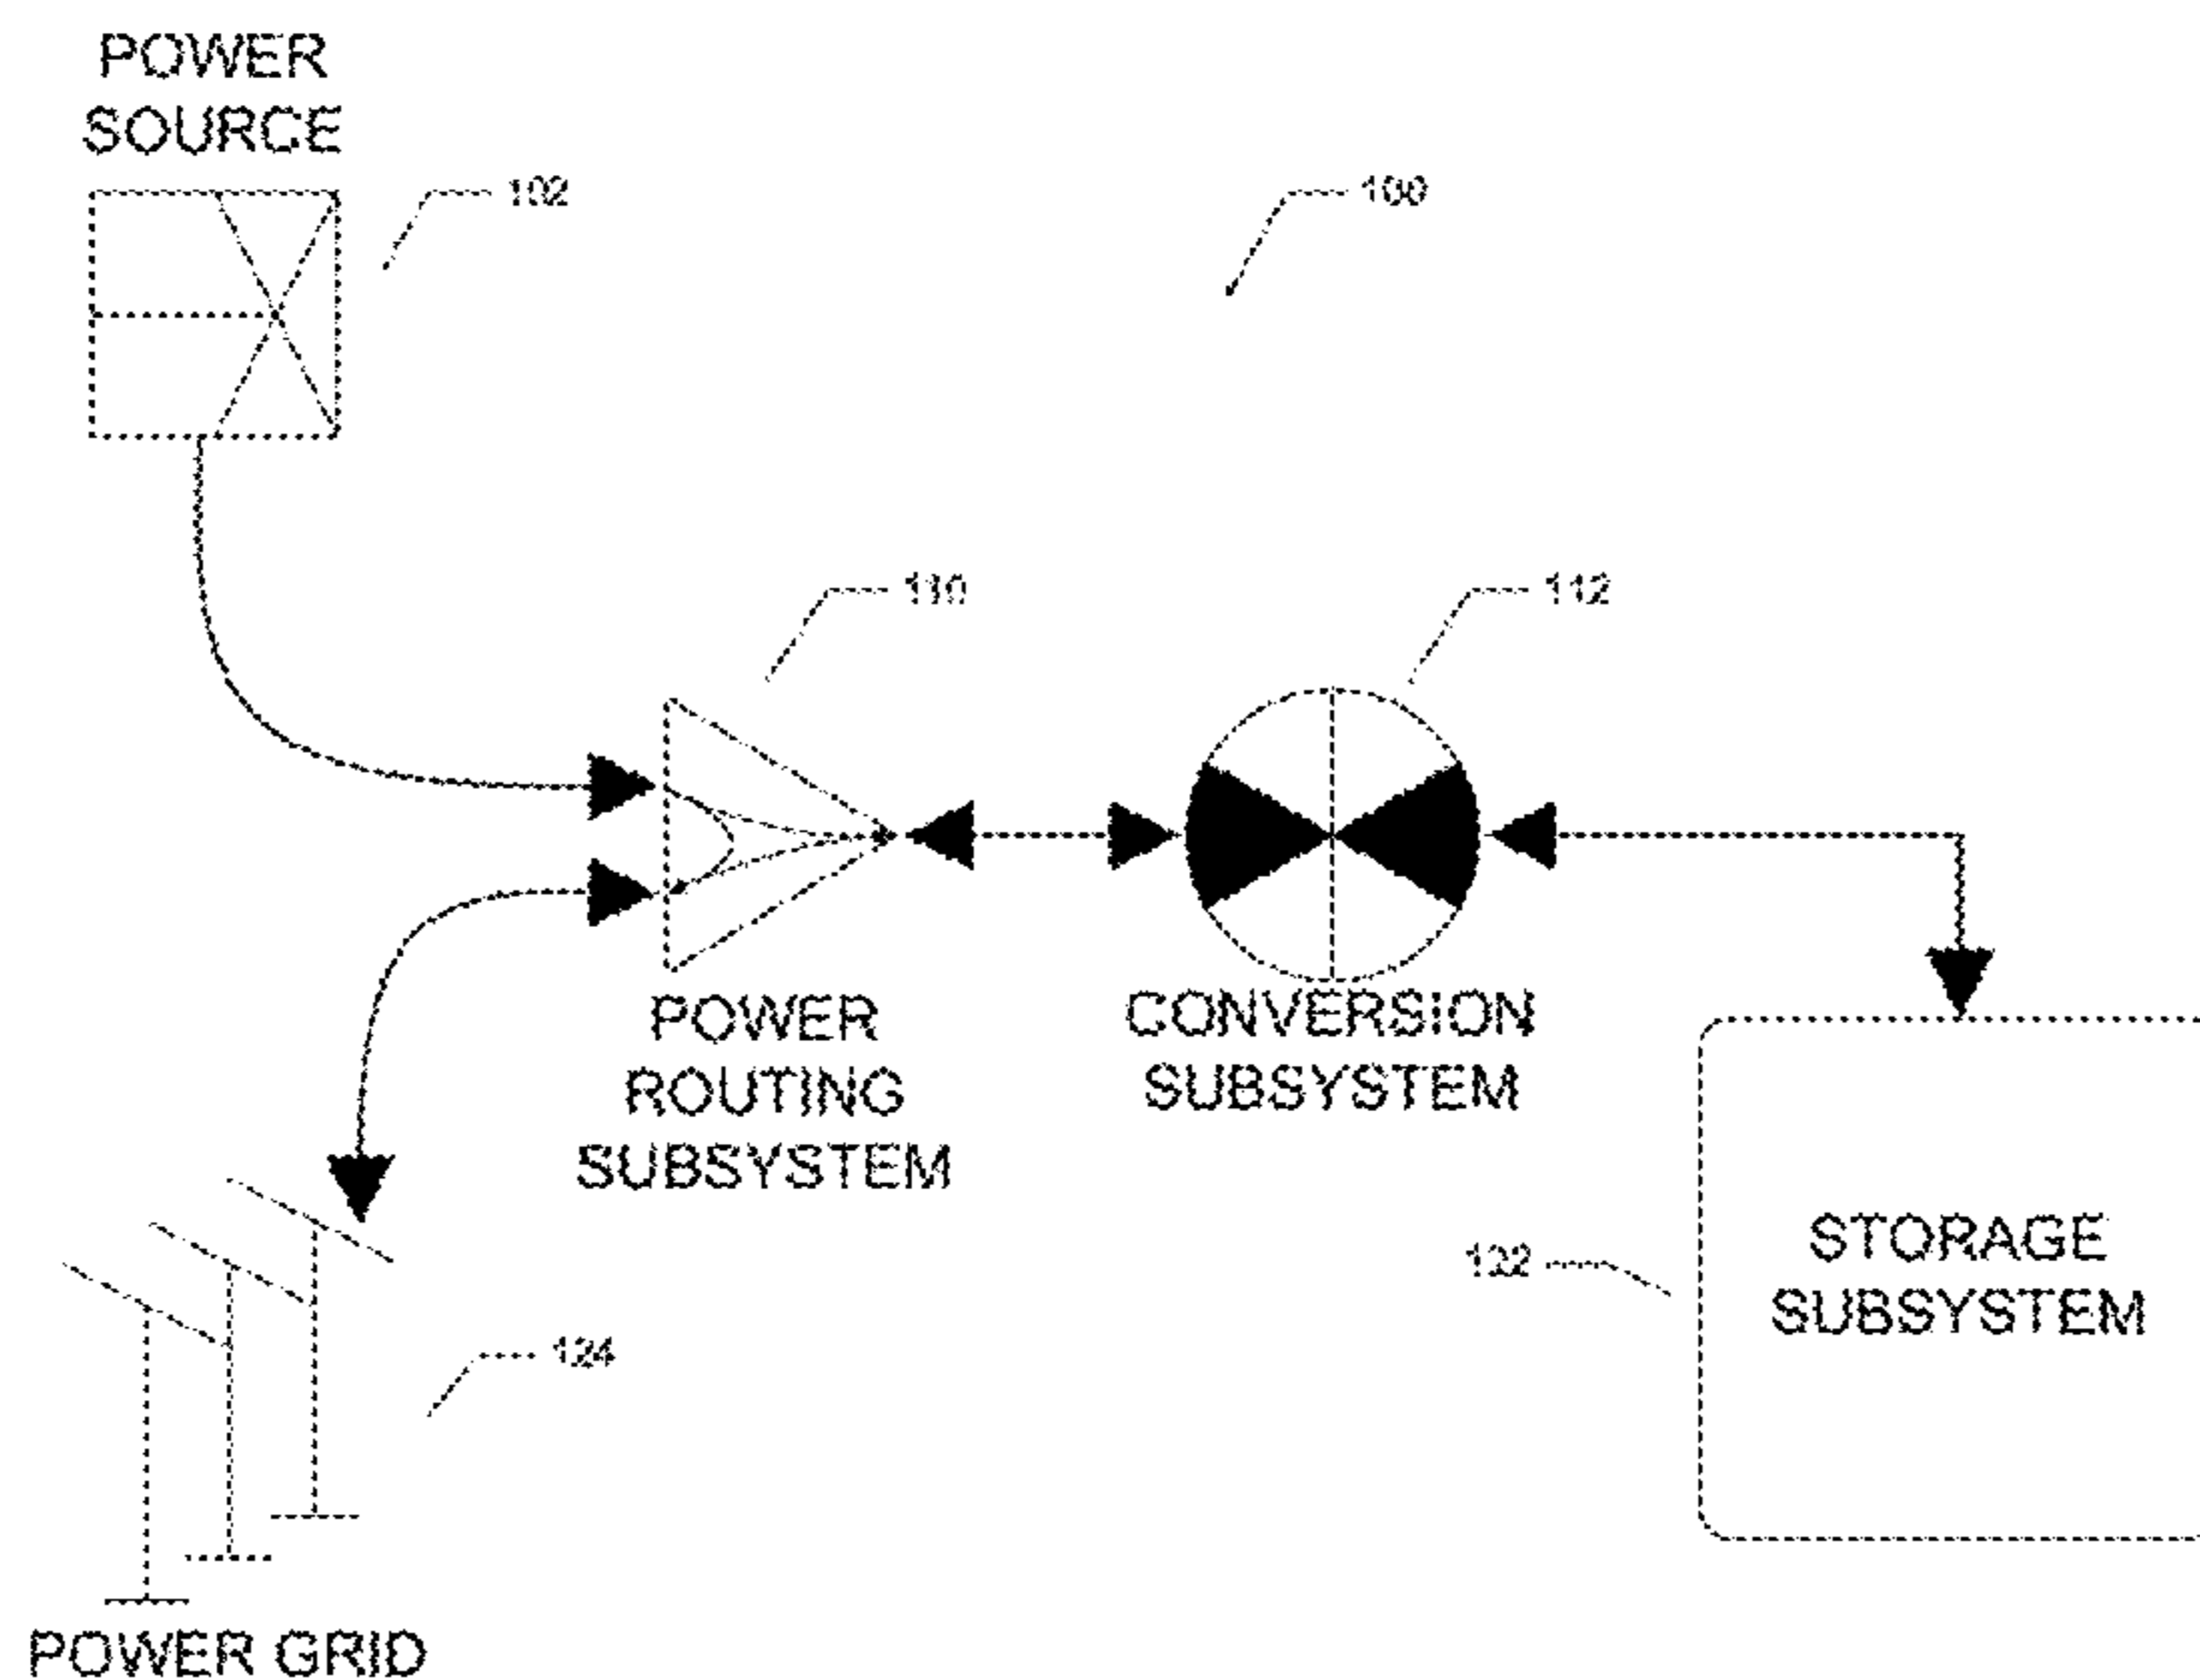 POWER
SOURCE
102
100
110
112
POWER
ROUTING
SUBSYSTEM
CONVERSION
SUBSYSTEM
STORAGE
SUBSYSTEM
122
124
POWER GRID